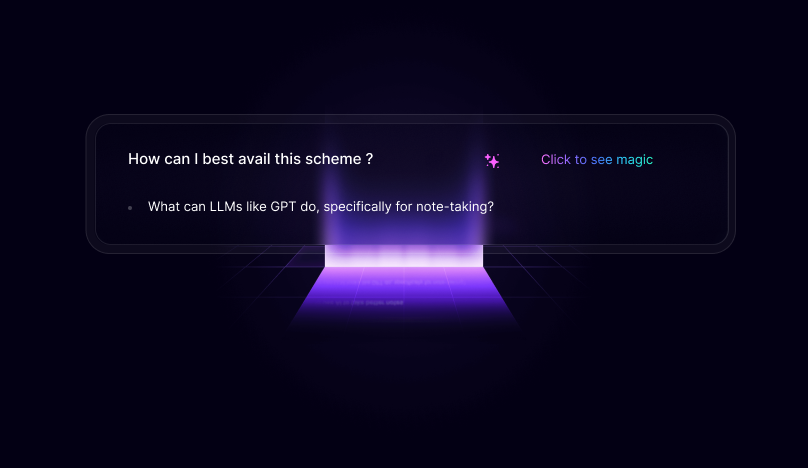 How can I best avail this scheme ?
Click to see magic
What can LLMs like GPT do, specifically for note-taking?